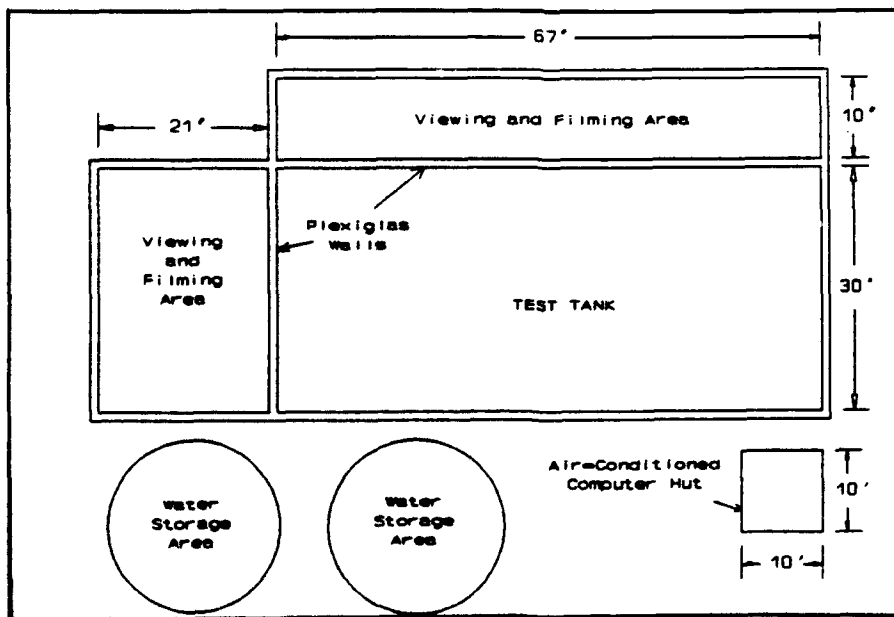 67"
Viewing and Filming Area
10"
21"
Plexiglas
Walls
Viewing
and
Filming
Area
TEST TANK
30"
Air-Conditioned
Computer Hut
10'
10'
Water
Storage
Area
Water
Storage
Area